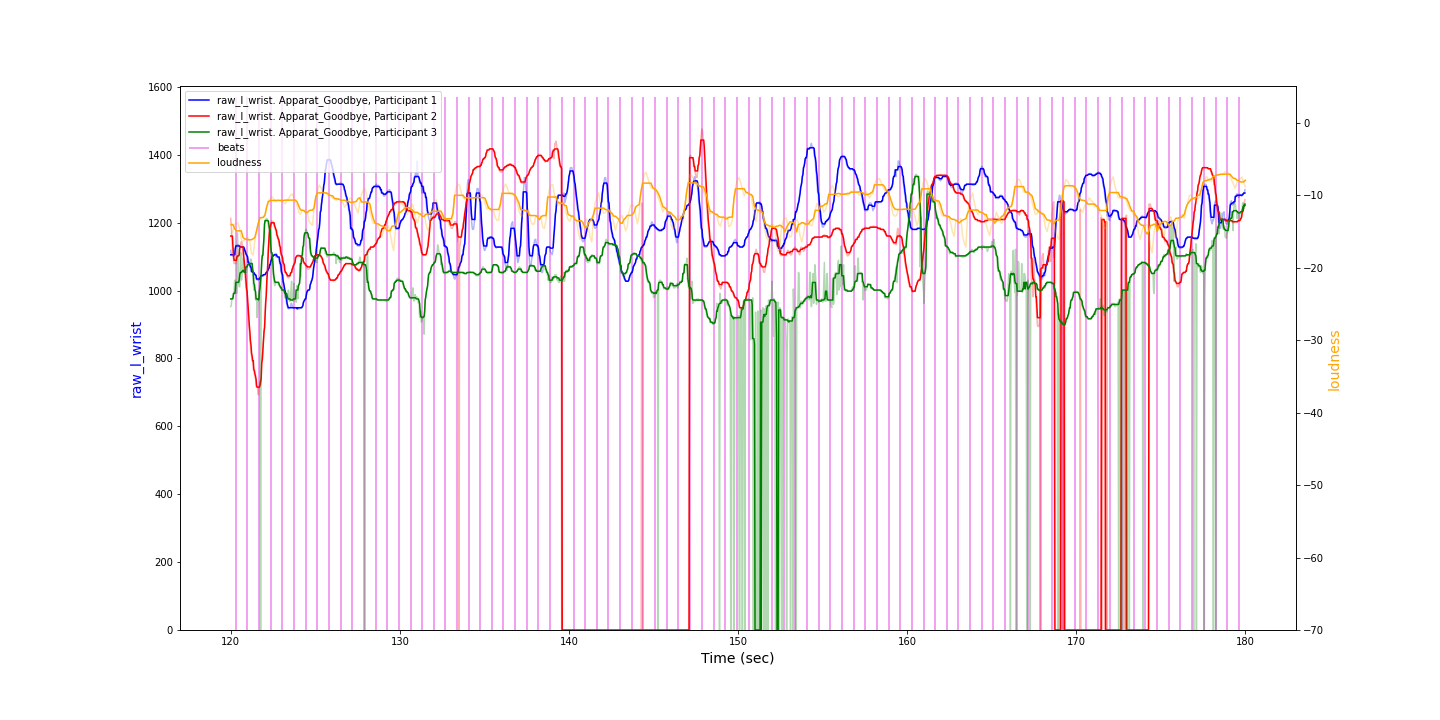 1600
1400
1200
1000
800
600
400
200
0
raw_l_wrist
raw_l_wrist. Apparat_Goodbye, Participant 1
raw_l_wrist. Apparat_Goodbye, Participant 2
raw_l_wrist. Apparat_Goodbye, Participant 3
beats
loudness
0
−10
−20
−30
−40
−50
−60
−70
loudness
120 130 140 150 160 170 180
Time (sec)